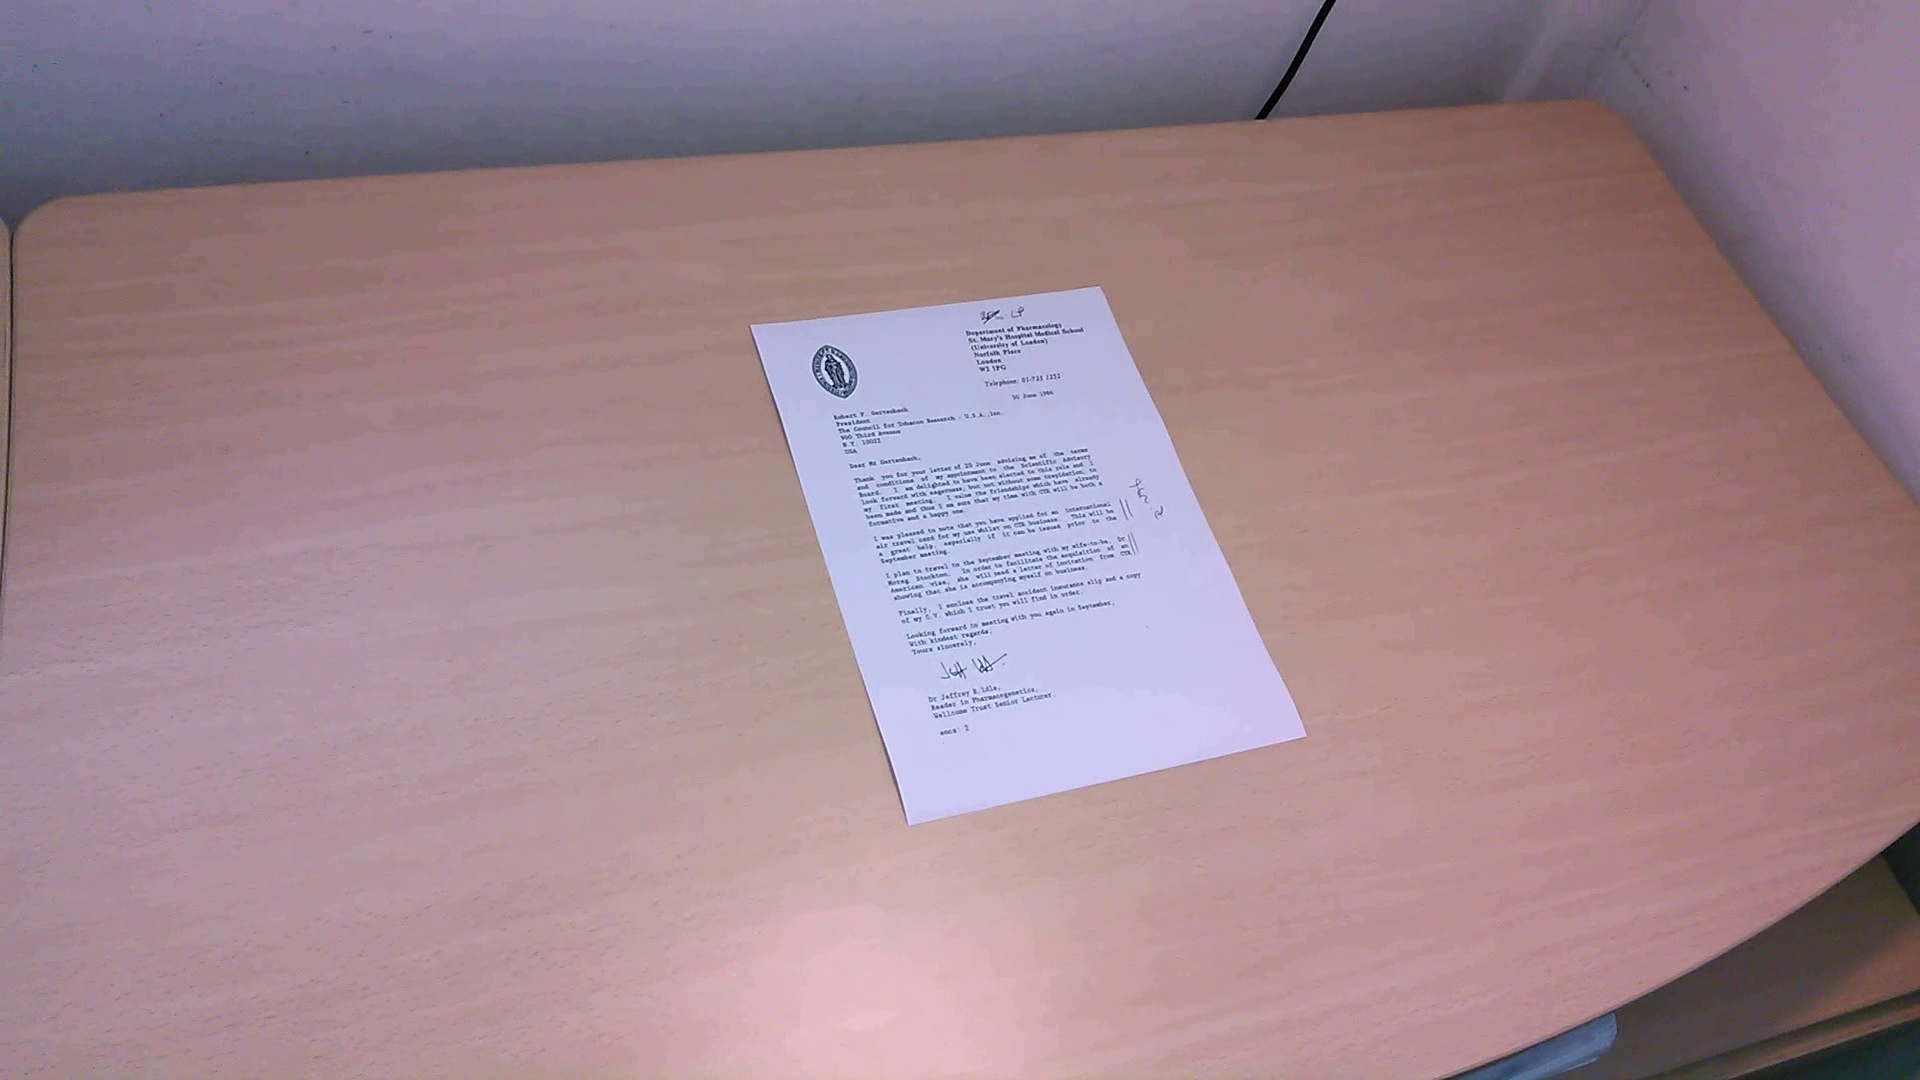 LP
Department of Pharmacology
St. Mary's Hospital Medical School
(University of London)
Norfolk Place
London
W2 1PG
Telephone: 01-723 1252
30 June 1986
Robert F. Gertenbach
President
The Council for Tobacco Research - U.S.A.,Inc.
900 Third Avenue
N.Y. 10022
USA
Dear Mr Gertenbach,
Thank you for your letter of 20 June advising me of the terms
and conditions of my appointment to the Scientific Advisory
Board. I am delighted to have been elected to this role and I
look forward with eagerness, but not without some trepidation, to
my first meeting. I value the friendships which have already
been made and thus I am sure that my time with CTR will be both a
formative and a happy one.
I was pleased to note that you have applied for an international
air travel card for my use whilst on CTR business. This will be
a great help, especially if it can be issued prior to the
September meeting.
I plan to travel to the September meeting with my wife-to-be, Dr
Morag Stockton. In order to facilitate the acquisition of an
American visa, she will need a letter of invitation from CTR
showing that she is accompanying myself on business.
Finally, I enclose the travel accident insurance slip and a copy
of my C.V. which I trust you will find in order.
Looking forward to meeting with you again in September,
With kindest regards,
Yours sincerely,
Dr Jeffrey R.Idle,
Reader in Pharmacogenetics,
Wellcome Trust Senior Lecturer.
encs: 2